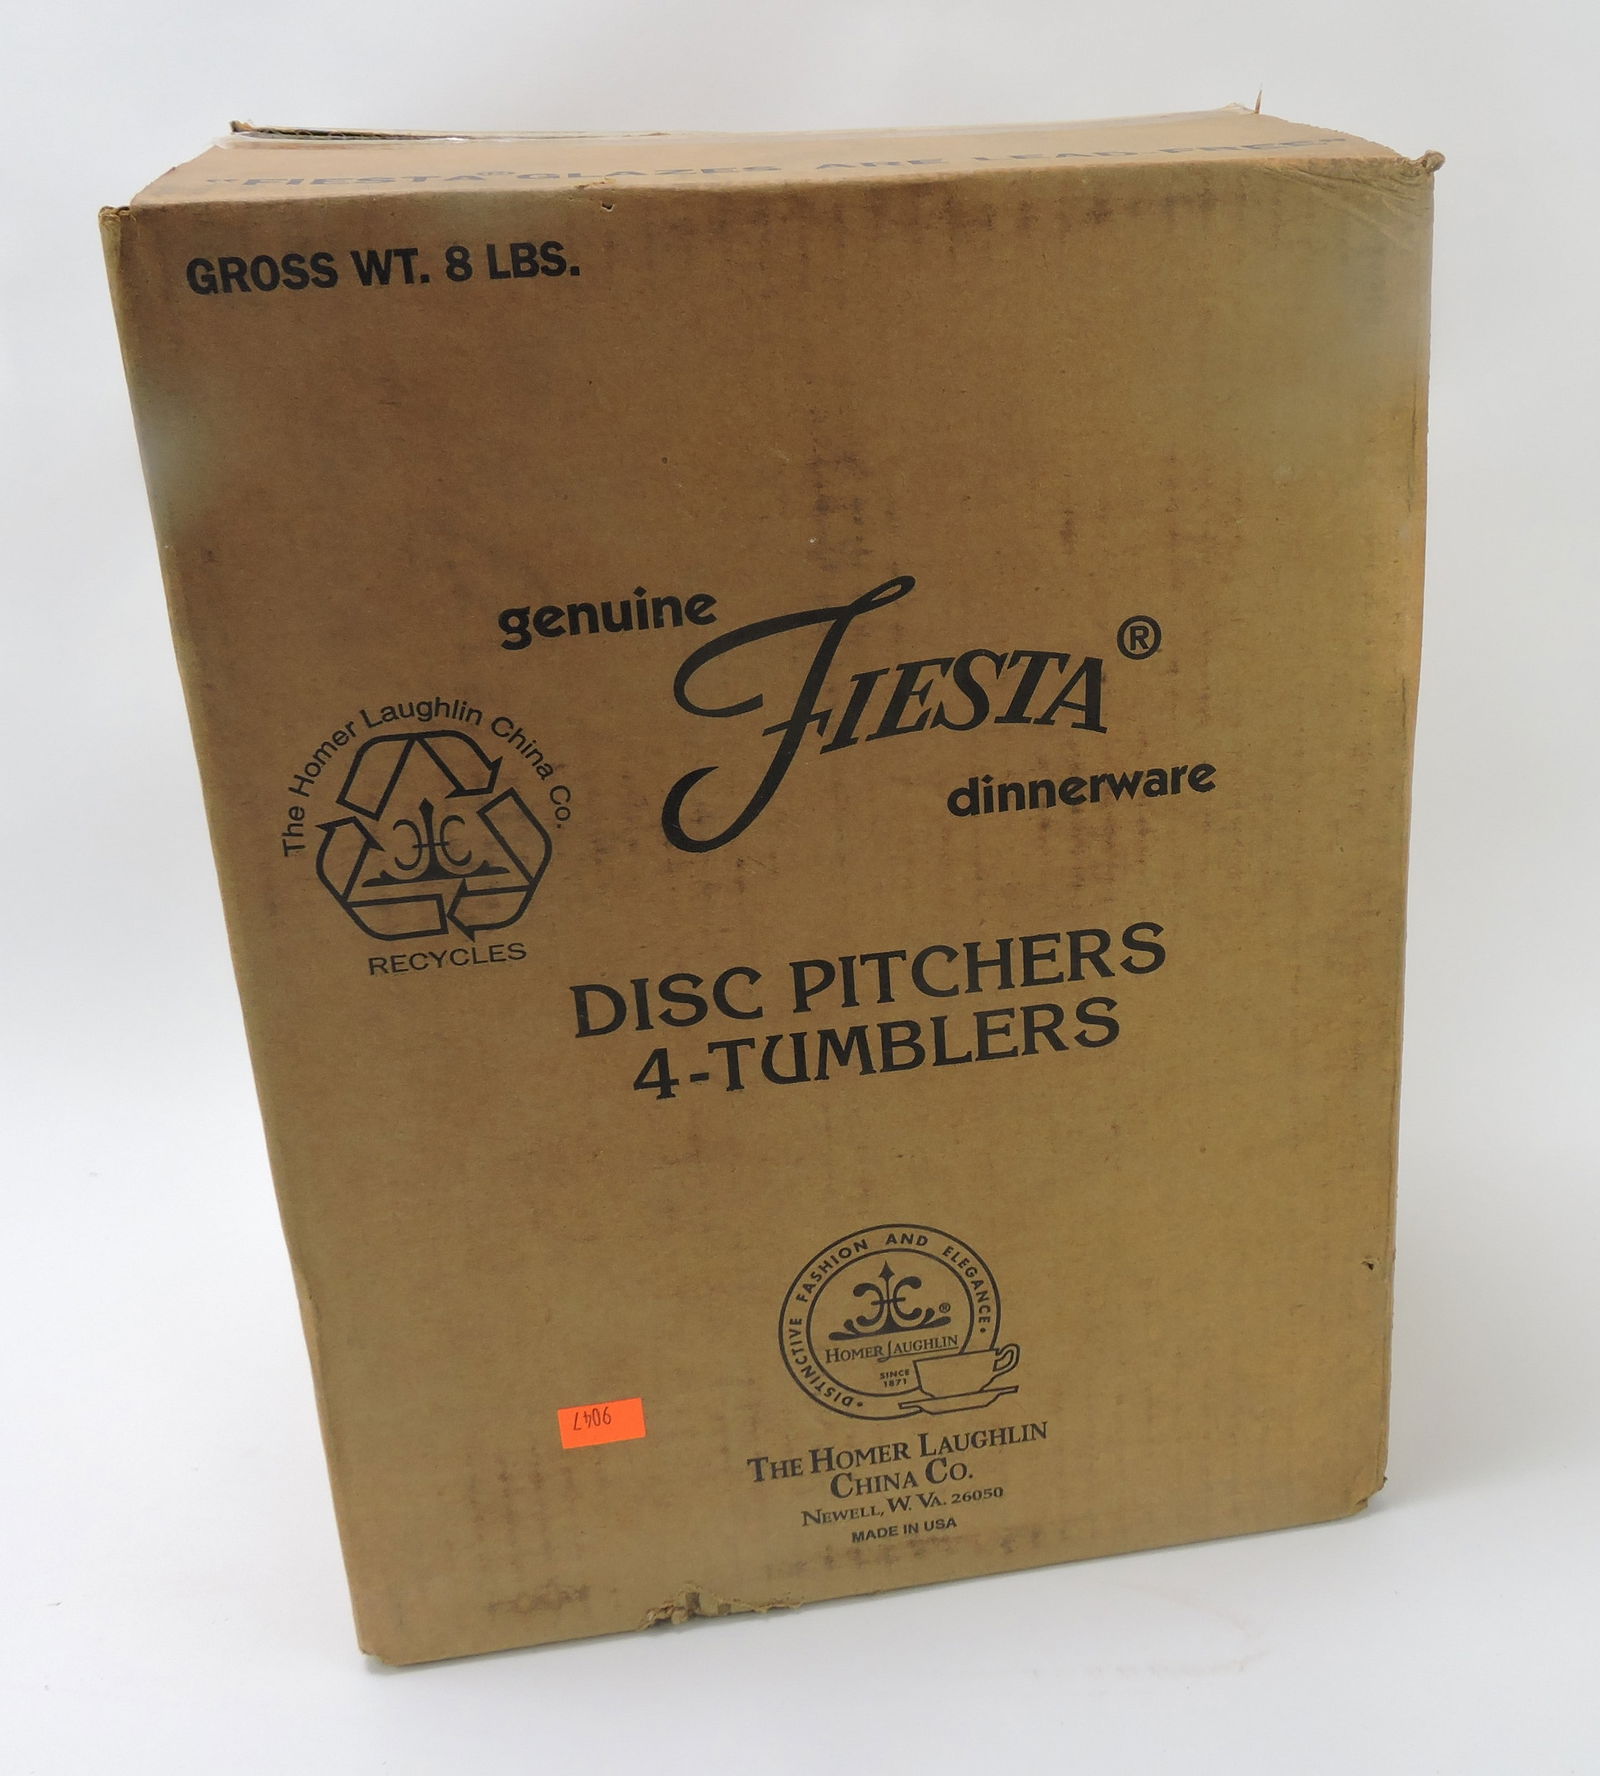 "FIESTA® GLAZES ARE LEAD FREE"
GROSS WT. 8 LBS.
genuine
FIESTA®
dinnerware
The Homer Laughlin China Co.
RECYCLES
DISC PITCHERS
4-TUMBLERS
• DISTINCTIVE FASHION AND ELEGANCE •
®
HOMER LAUGHLIN
SINCE
1871
THE HOMER LAUGHLIN
CHINA CO.
NEWELL, W. VA. 26050
MADE IN USA
9047